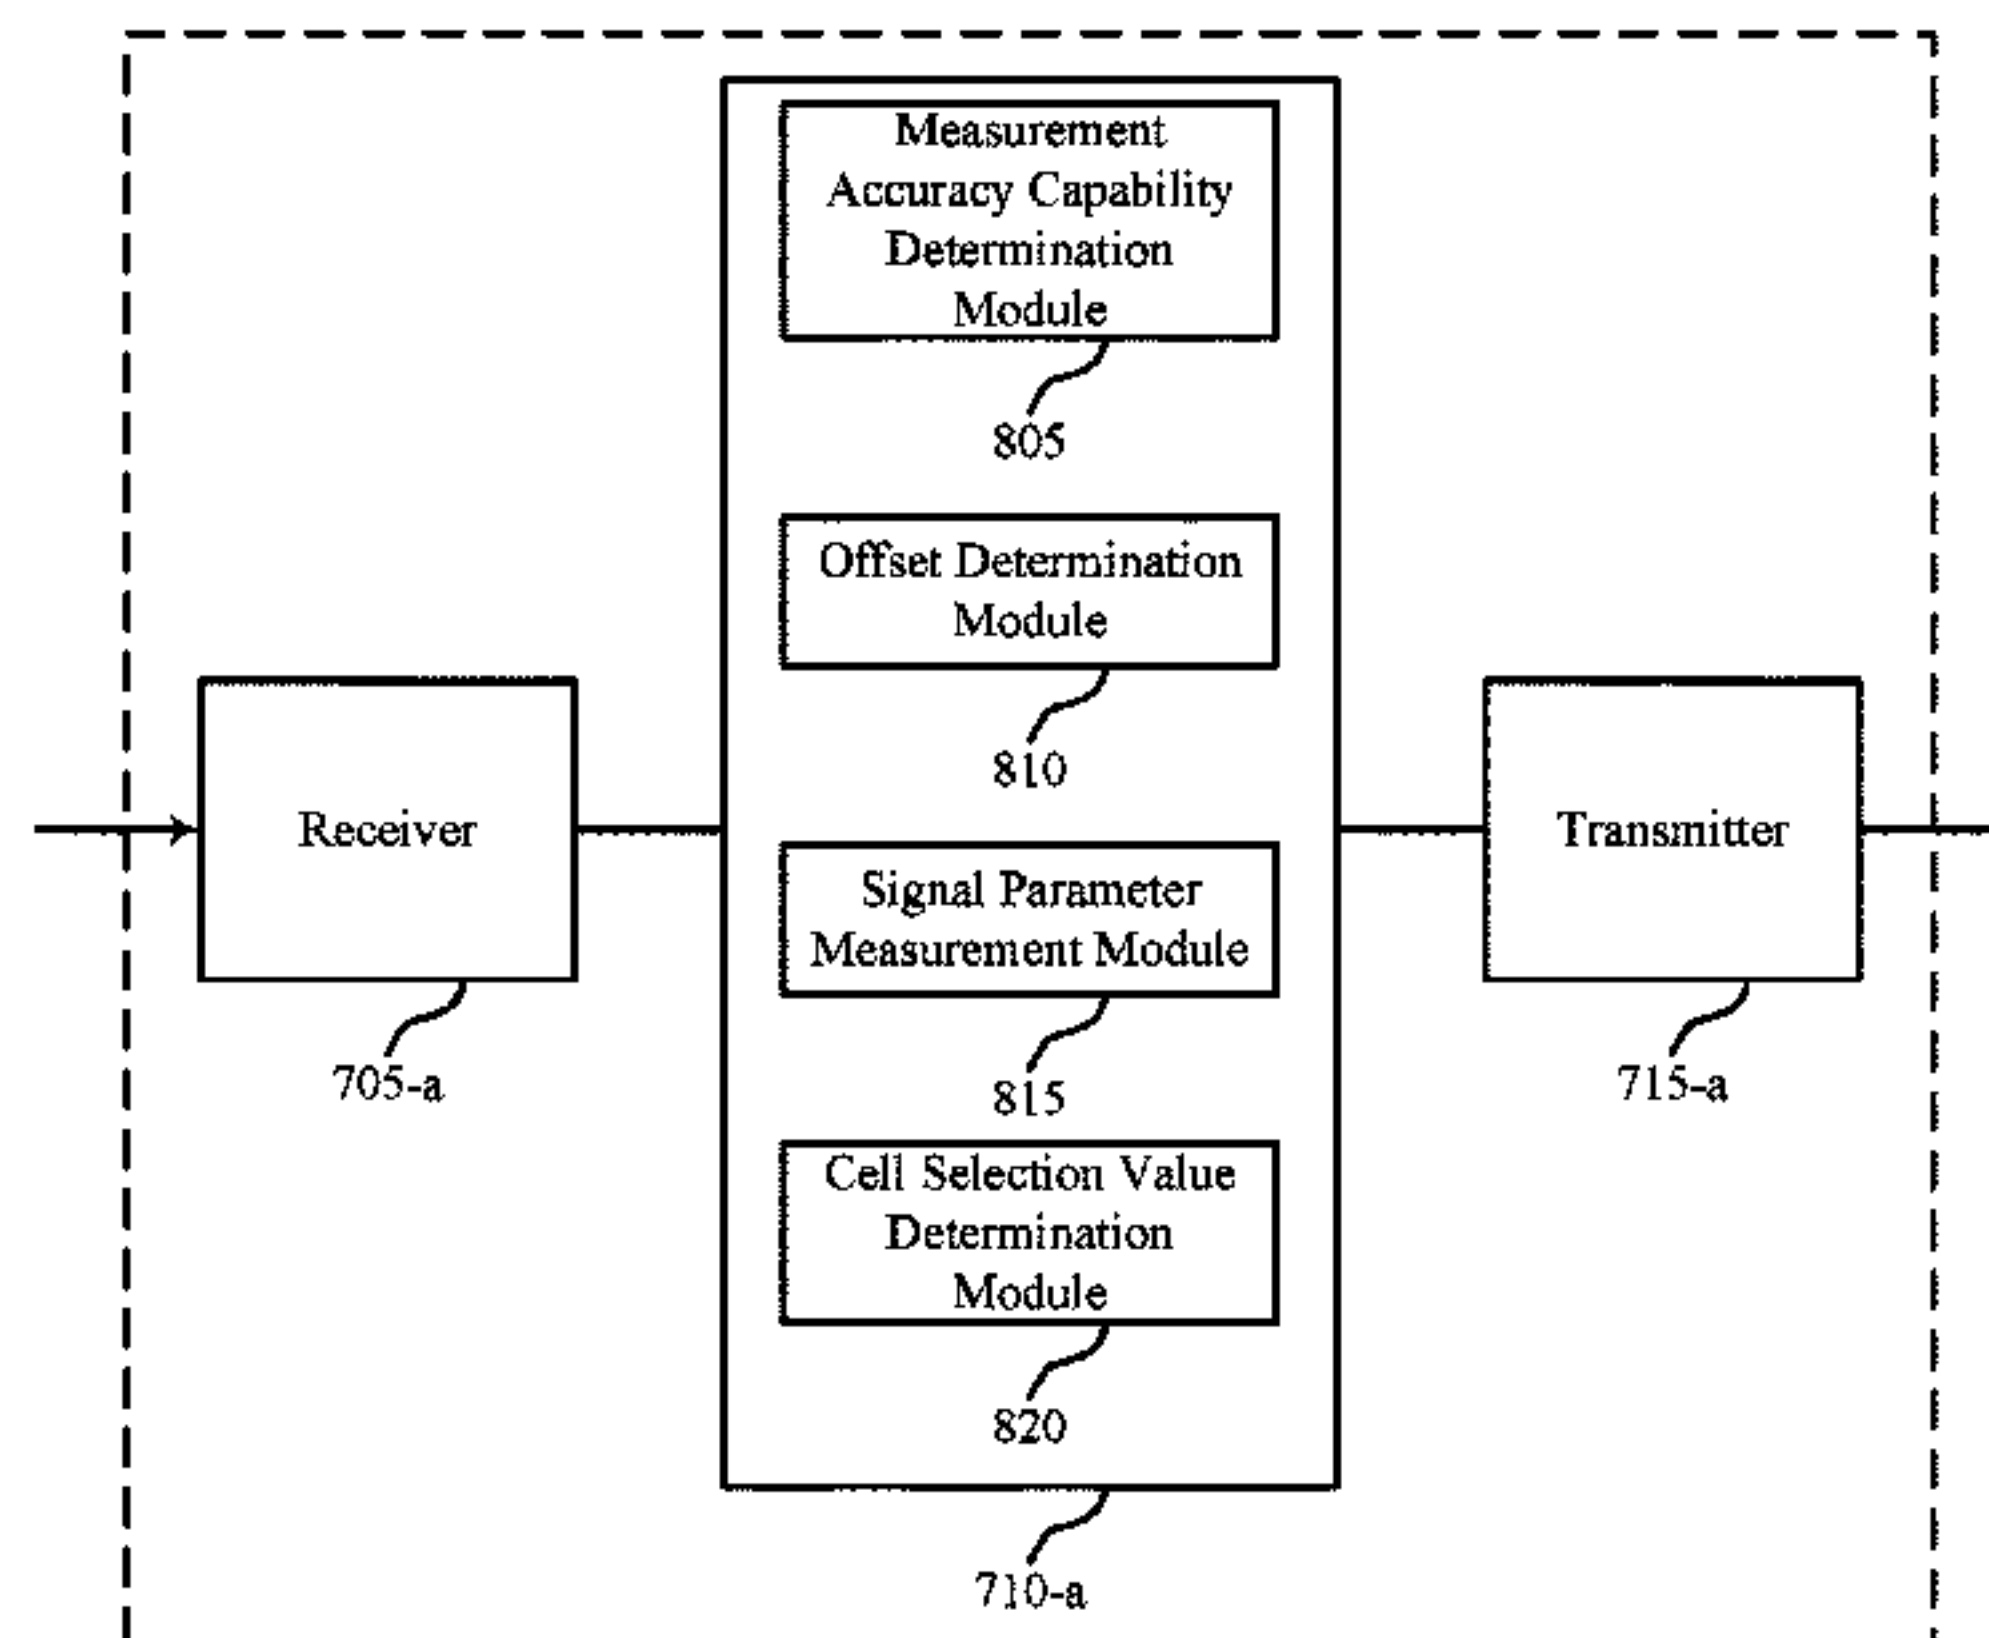 Measurement
Accuracy Capability
Determination
Module
805
Offset Determination
Module
810
Receiver
705-a
Signal Parameter
Measurement Module
815
Transmitter
715-a
Cell Selection Value
Determination
Module
820
710-a